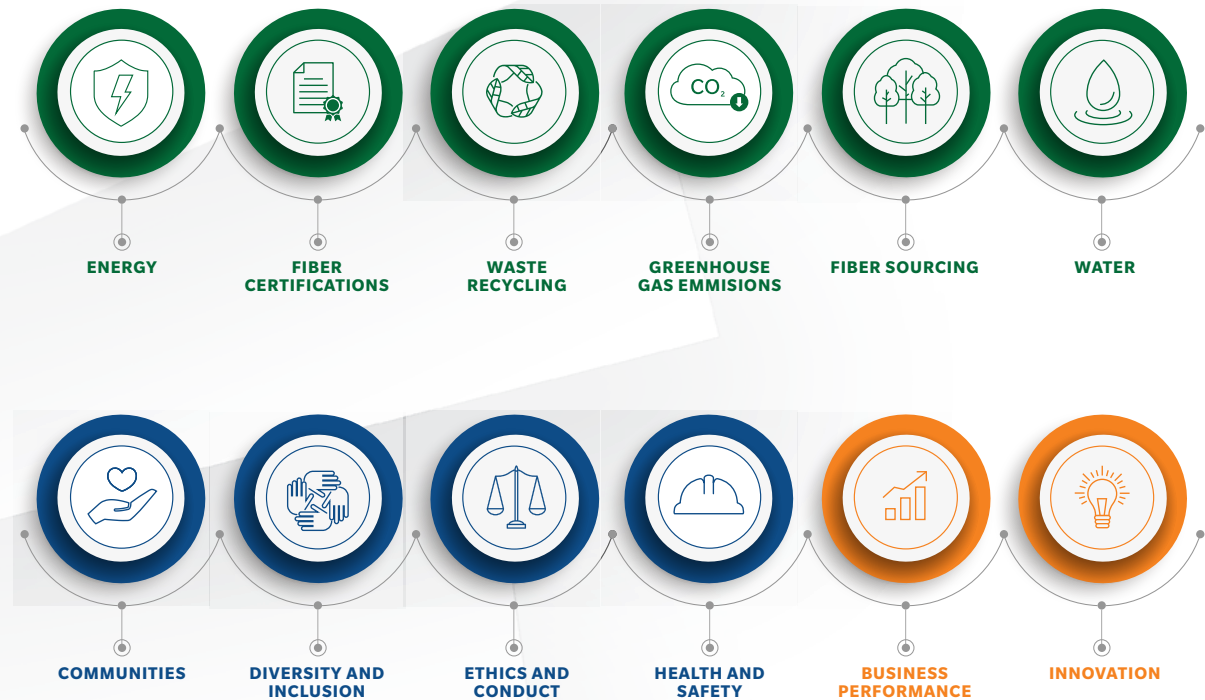 CO₂
ENERGY
FIBER
CERTIFICATIONS
WASTE
RECYCLING
GREENHOUSE
GAS EMMISIONS
FIBER SOURCING
WATER
COMMUNITIES
DIVERSITY AND
INCLUSION
ETHICS AND
CONDUCT
HEALTH AND
SAFETY
BUSINESS
PERFORMANCE
INNOVATION